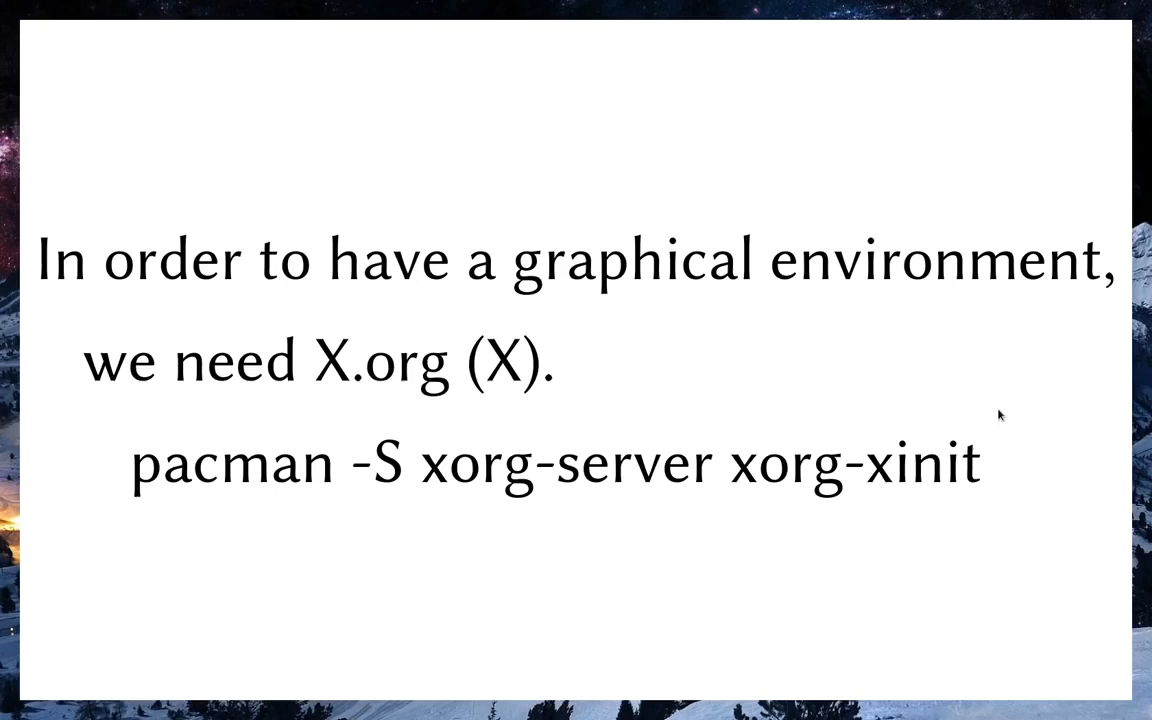 In order to have a graphical environment,
we need X.org (X).
pacman -S xorg-server xorg-xinit